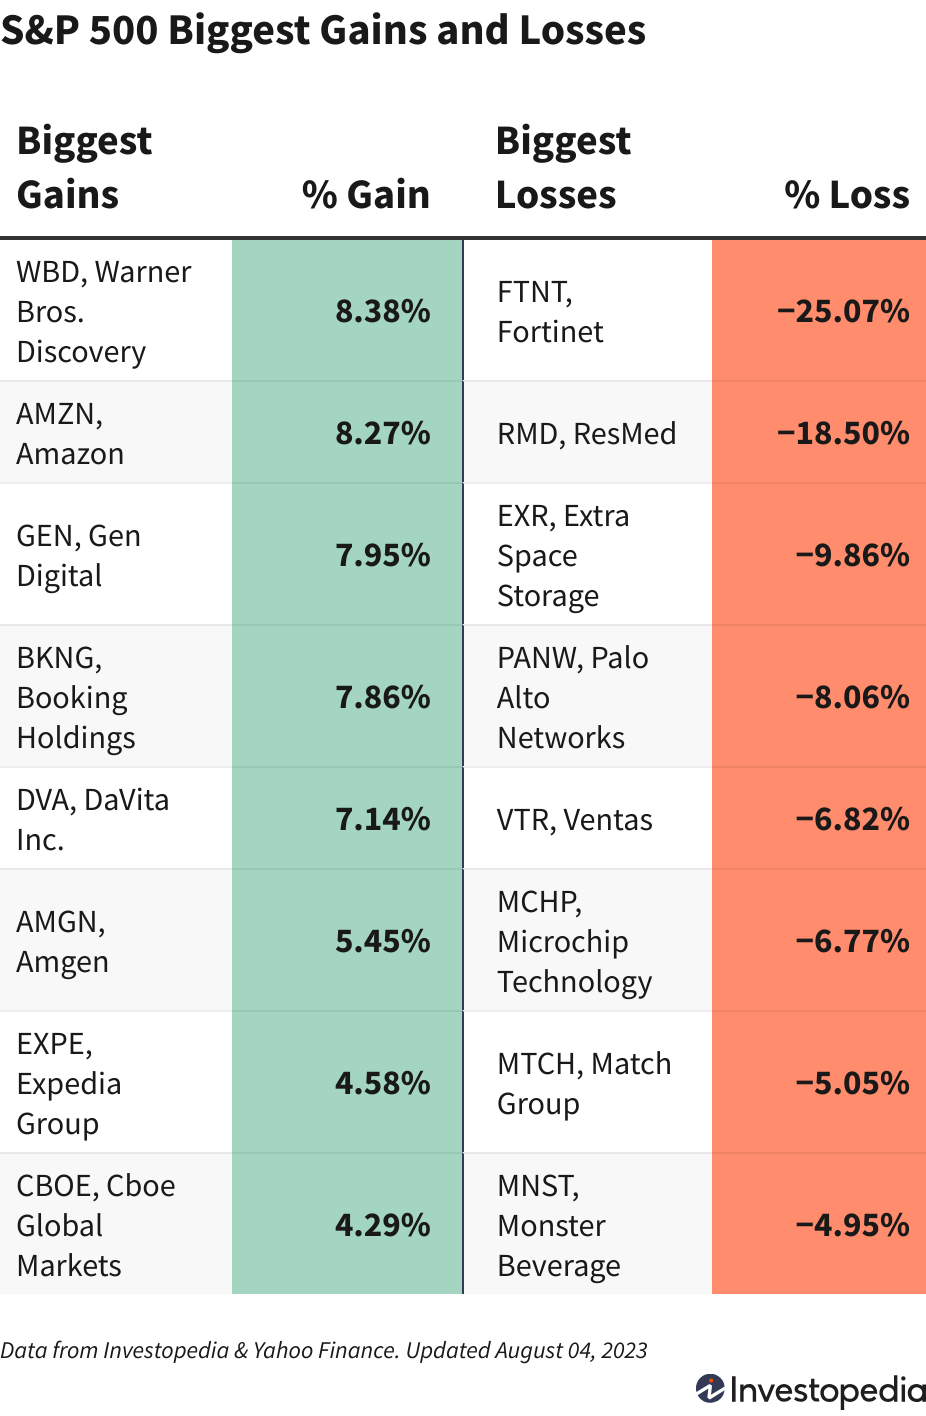 S&P 500 Biggest Gains and Losses
Biggest
Gains
% Gain
Biggest
Losses
% Loss
WBD, Warner
Bros.
Discovery
8.38%
FTNT,
Fortinet
−25.07%
AMZN,
Amazon
8.27%
RMD, ResMed
−18.50%
GEN, Gen
Digital
7.95%
EXR, Extra
Space
Storage
−9.86%
BKNG,
Booking
Holdings
7.86%
PANW, Palo
Alto
Networks
−8.06%
DVA, DaVita
Inc.
7.14%
VTR, Ventas
−6.82%
AMGN,
Amgen
5.45%
MCHP,
Microchip
Technology
−6.77%
EXPE,
Expedia
Group
4.58%
MTCH, Match
Group
−5.05%
CBOE, Cboe
Global
Markets
4.29%
MNST,
Monster
Beverage
−4.95%
Data from Investopedia & Yahoo Finance. Updated August 04, 2023
Investopedia